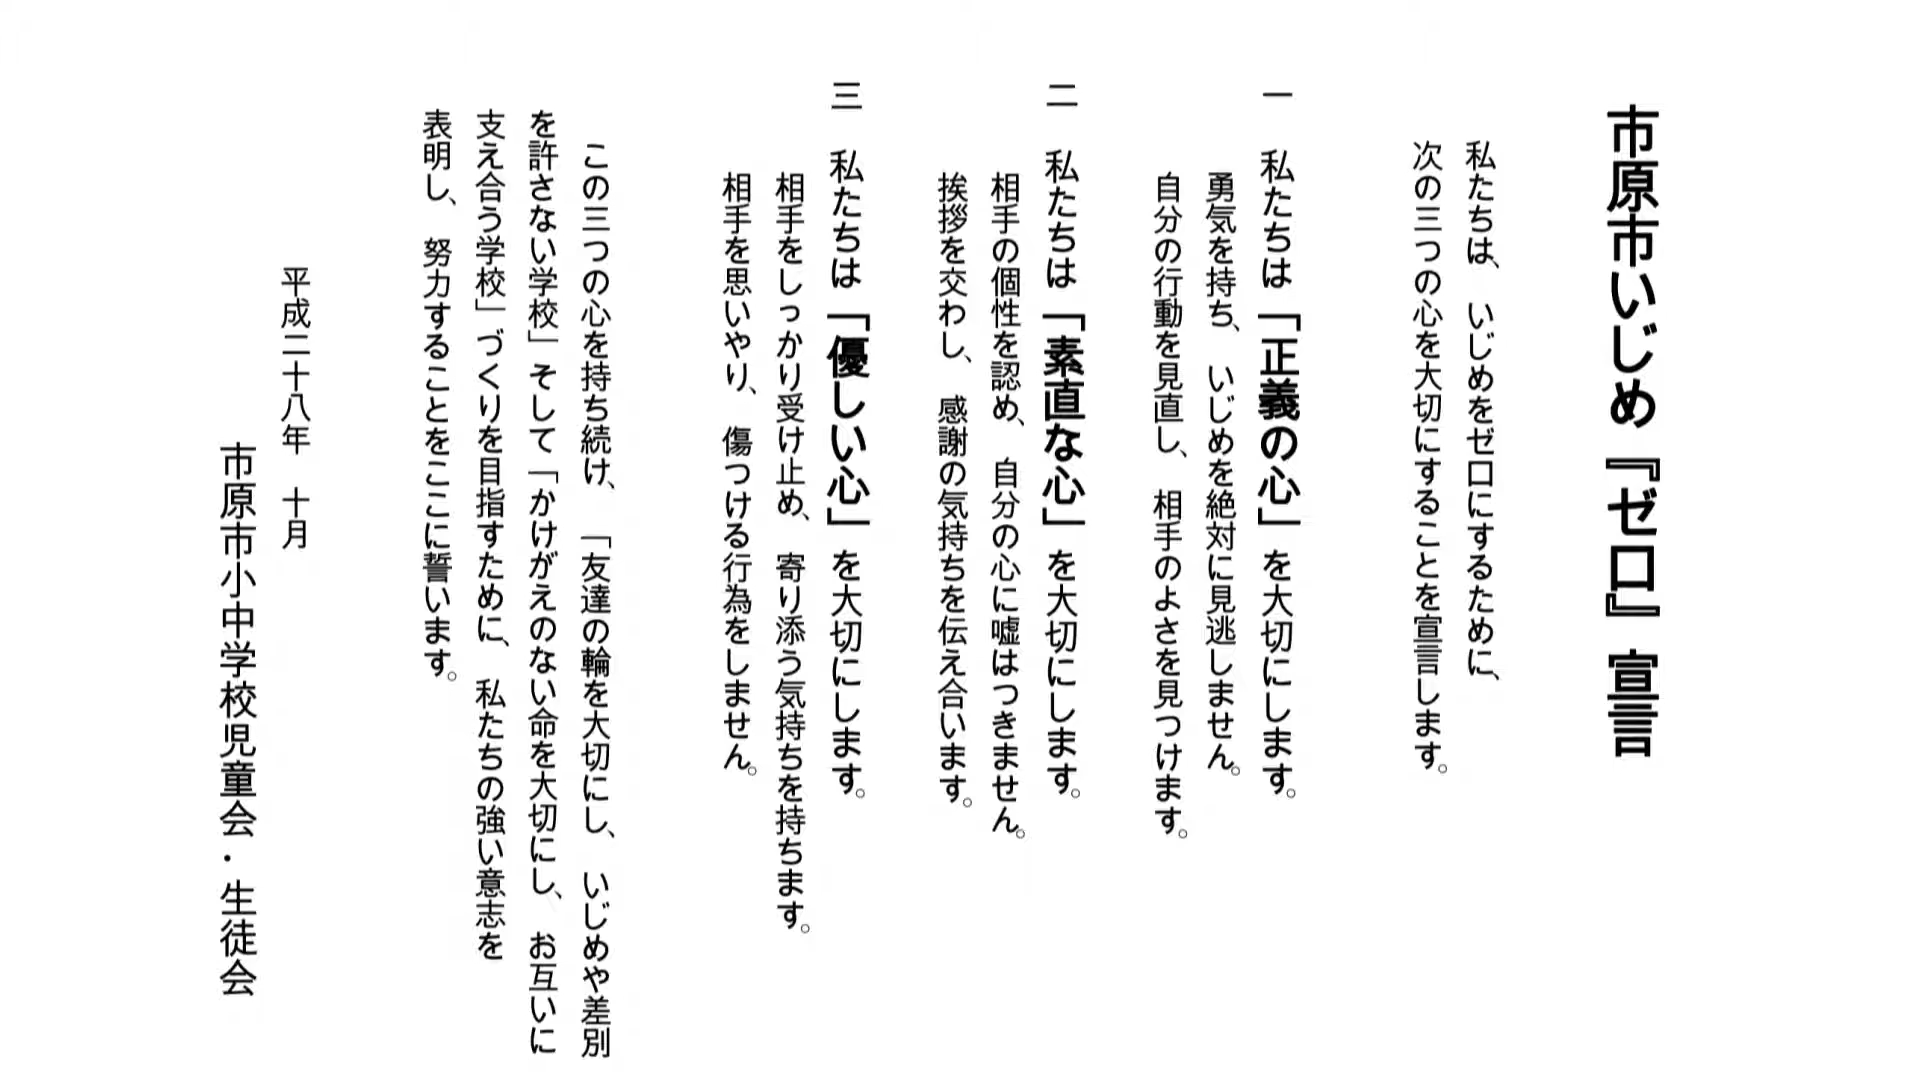 市原市いじめ『ゼロ』宣言
私たちは、いじめをゼロにするために、
次の三つの心を大切にすることを宣言します。
一　私たちは「正義の心」を大切にします。
勇気を持ち、いじめを絶対に見逃しません。
自分の行動を見直し、相手のよさを見つけます。
二　私たちは「素直な心」を大切にします。
相手の個性を認め、自分の心に嘘はつきません。
挨拶を交わし、感謝の気持ちを伝え合います。
三　私たちは「優しい心」を大切にします。
相手をしっかり受け止め、寄り添う気持ちを持ちます。
相手を思いやり、傷つける行為をしません。
この三つの心を持ち続け、「友達の輪を大切にし、いじめや差別
を許さない学校」そして「かけがえのない命を大切にし、お互いに
支え合う学校」づくりを目指すために、私たちの強い意志を
表明し、努力することをここに誓います。
平成二十八年　十月
市原市小中学校児童会・生徒会